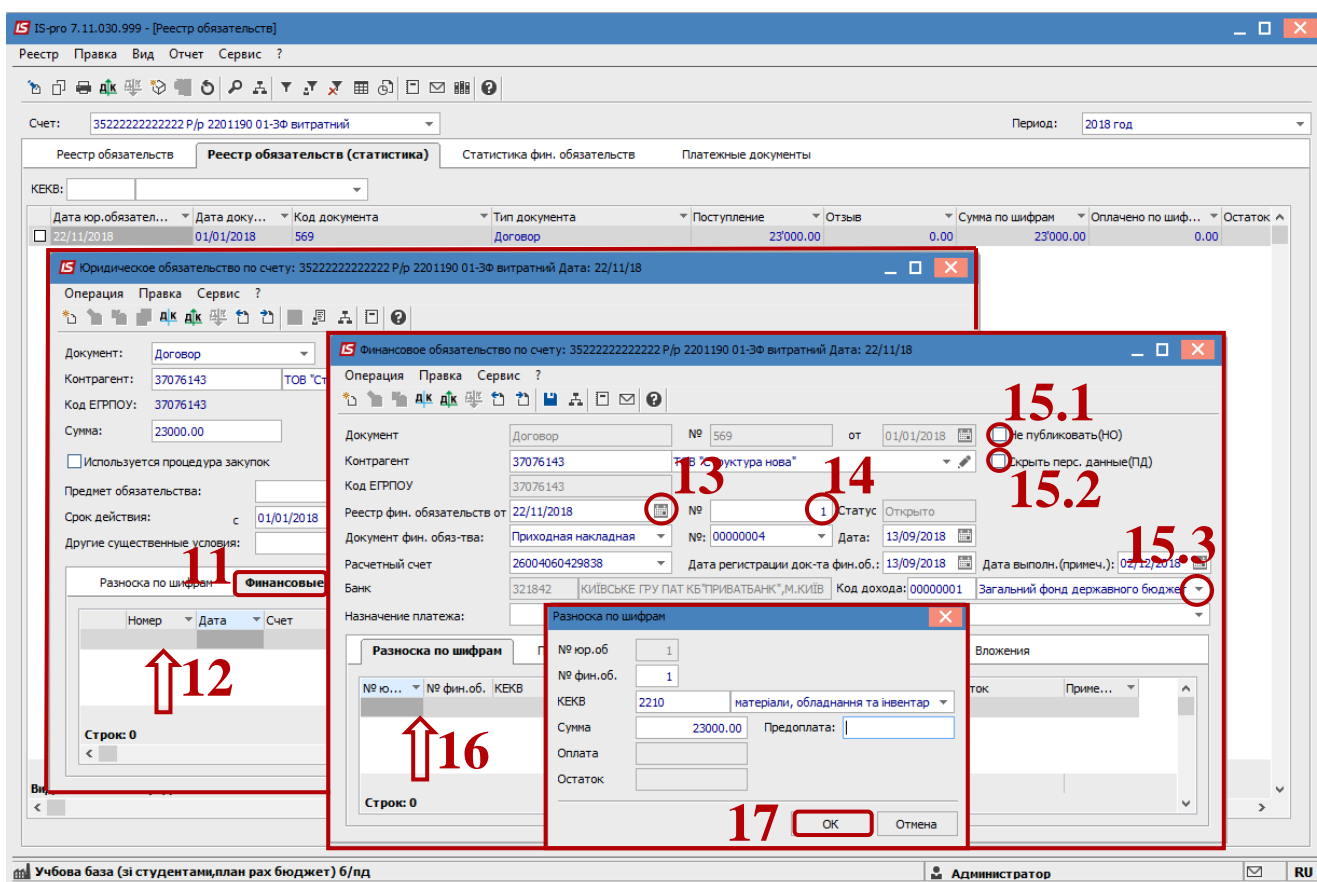 IS-pro 7.11.030.999 - [Реестр обязательств]
Реестр Правка Вид Отчет Сервис ?
Счет: 35222222222222 Р/р 2201190 01-ЗФ витратний Период: 2018 год
Реестр обязательств Реестр обязательств (статистика) Статистика фин. обязательств Платежные документы
КЕКВ:
Дата юр.обязател... Дата доку... Код документа Тип документа Поступление Отзыв Сумма по шифрам Оплачено по шиф... Остаток
22/11/2018 01/01/2018 569 Договор 23'000.00 0.00 23'000.00 0.00
Юридическое обязательство по счету: 35222222222222 Р/р 2201190 01-ЗФ витратний Дата: 22/11/18
Операция Правка Сервис ?
Документ: Договор
Контрагент: 37076143 ТОВ "Ст
Код ЕГРПОУ: 37076143
Сумма: 23000.00
Используется процедура закупок
Предмет обязательства:
Срок действия: с 01/01/2018
Другие существенные условия:
11
Разноска по шифрам Финансовые
Номер Дата Счет
12
Строк: 0
Финансовое обязательство по счету: 35222222222222 Р/р 2201190 01-ЗФ витратний Дата: 22/11/18
Операция Правка Сервис ?
15.1
Документ Договор № 569 от 01/01/2018 Не публиковать(НО)
Контрагент 37076143 ТОВ "Структура нова" Скрыть перс. данные(ПД)
Код ЕГРПОУ 37076143
13 14 15.2
Реестр фин. обязательств от 22/11/2018 № 1 Статус Открыто
Документ фин. обяз-тва: Приходная накладная №: 00000004 Дата: 13/09/2018
15.3
Расчетный счет 26004060429838 Дата регистрации док-та фин.об.: 13/09/2018 Дата выполн.(примеч.): 02/12/2018
Банк 321842 КИЇВСЬКЕ ГРУ ПАТ КБ"ПРИВАТБАНК",М.КИЇВ Код дохода: 00000001 Загальний фонд державного бюджет
Назначение платежа:
Разноска по шифрам Вложения
№ ю... № фин.об. КЕКВ ток Приме...
16
Строк: 0
Разноска по шифрам
№ юр.об 1
№ фин.об. 1
КЕКВ 2210 матеріали, обладнання та інвентар
Сумма 23000.00 Предоплата:
Оплата
Остаток
17
OK Отмена
Учбова база (зі студентами,план рах бюджет) б/пд Администратор RU